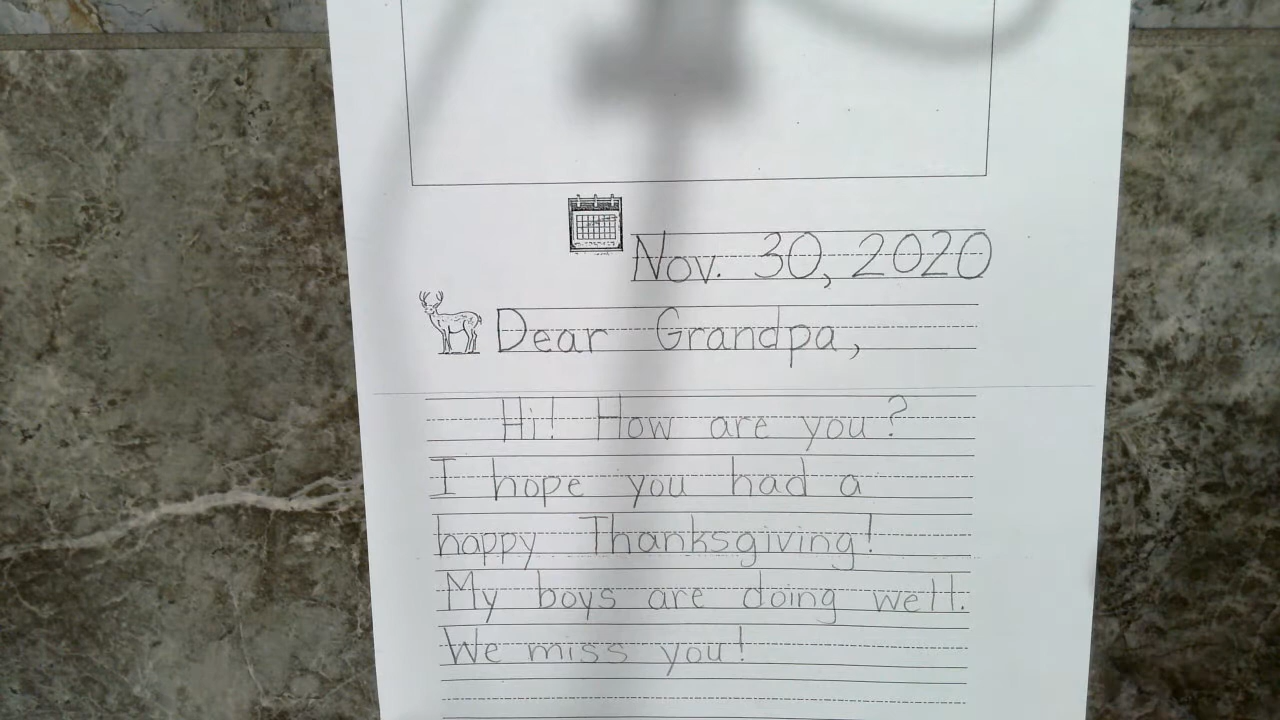 Nov. 30, 2020
Dear Grandpa,
Hi! How are you?
I hope you had a
happy Thanksgiving!
My boys are doing well.
We miss you!